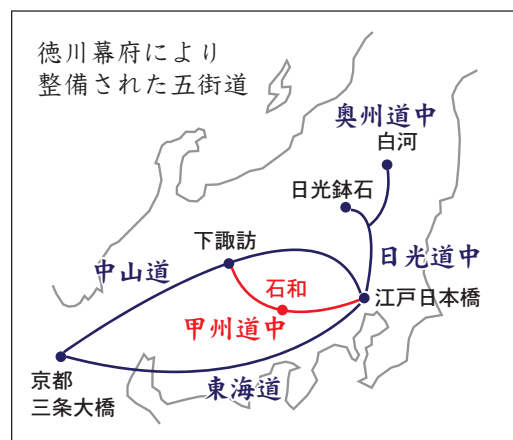 徳川幕府により
整備された五街道
奥州道中
白河
日光鉢石
下諏訪
日光道中
中山道
石和
江戸日本橋
甲州道中
京都
三条大橋
東海道